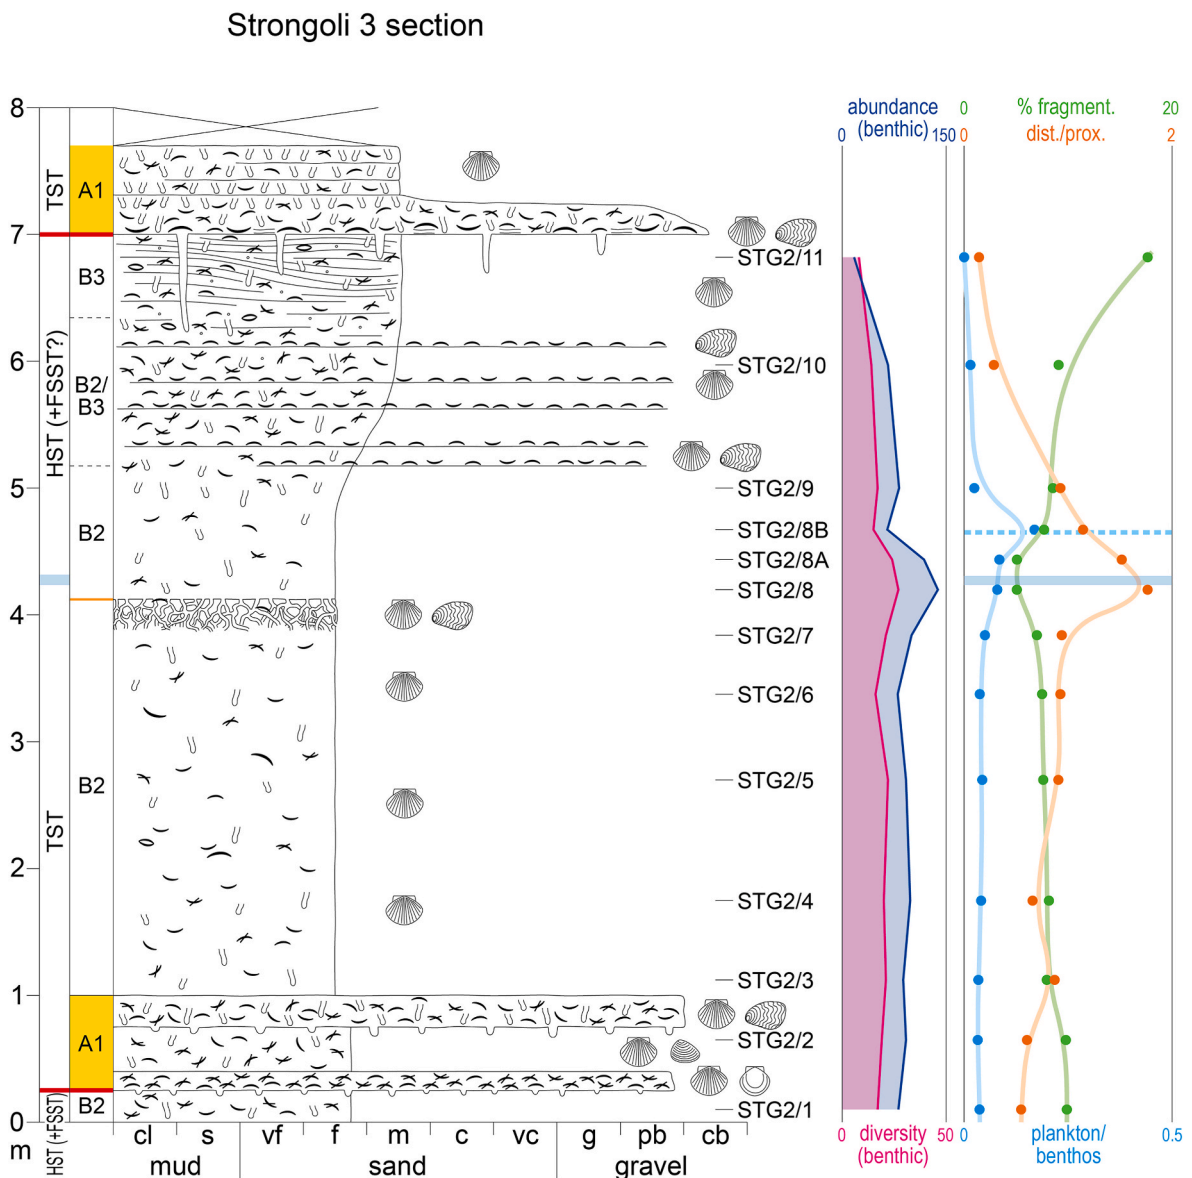 Strongoli 3 section
abundance
(benthic)
0
150
0
% fragment.
20
0
dist./prox.
2
8
7
6
5
4
3
2
1
0
m
TST
HST (+FSST?)
TST
HST (+FSST)
A1
B3
B2/
B3
B2
B2
A1
B2
STG2/11
STG2/10
STG2/9
STG2/8B
STG2/8A
STG2/8
STG2/7
STG2/6
STG2/5
STG2/4
STG2/3
STG2/2
STG2/1
cl
s
vf
f
m
c
vc
g
pb
cb
mud
sand
gravel
0
diversity
50
(benthic)
0
plankton/
0.5
benthos